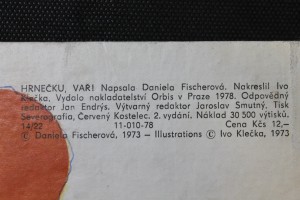 HRNEČKU, VAŘ! Napsala Daniela Fischerová. Nakreslil Ivo
Klečka. Vydalo nakladatelství Orbis v Praze 1978. Odpovědný
redaktor Jan Endrýs. Výtvarný redaktor Jaroslav Smutný. Tisk
Severografia, Červený Kostelec. 2. vydání. Náklad 30 500 výtisků.
14/22 11-010-78 Cena Kčs 12,—
© Daniela Fischerová, 1973 — Illustrations © Ivo Klečka, 1973